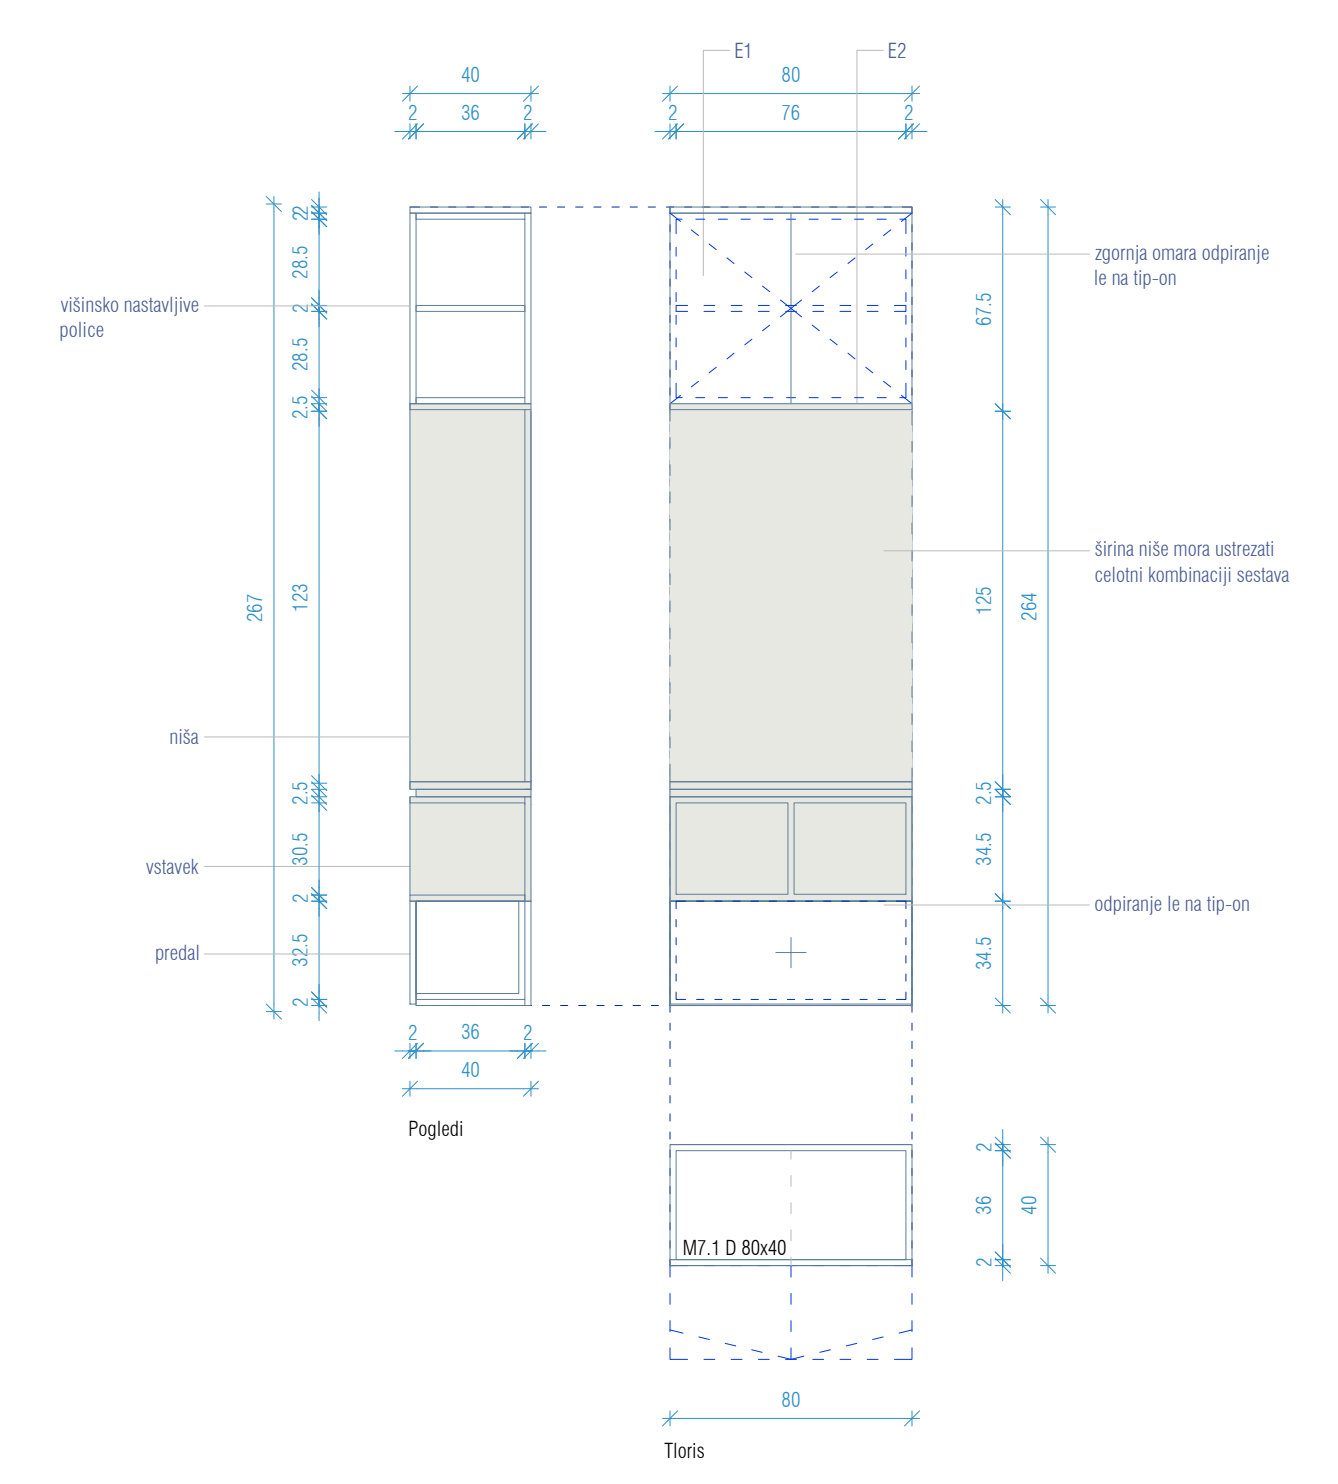 E1
E2
40
80
2 36 2
2 76 2
22
28.5
2
28.5
2.5
123
267
2.5
30.5
2
32.5
2
višinsko nastavljive
police
niša
vstavek
predal
zgornja omara odpiranje
le na tip-on
67.5
širina niše mora ustrezati
celotni kombinaciji sestava
125
264
2.5
34.5
odpiranje le na tip-on
34.5
2 36 2
40
Pogledi
2
36
40
2
M7.1 D 80x40
80
Tloris